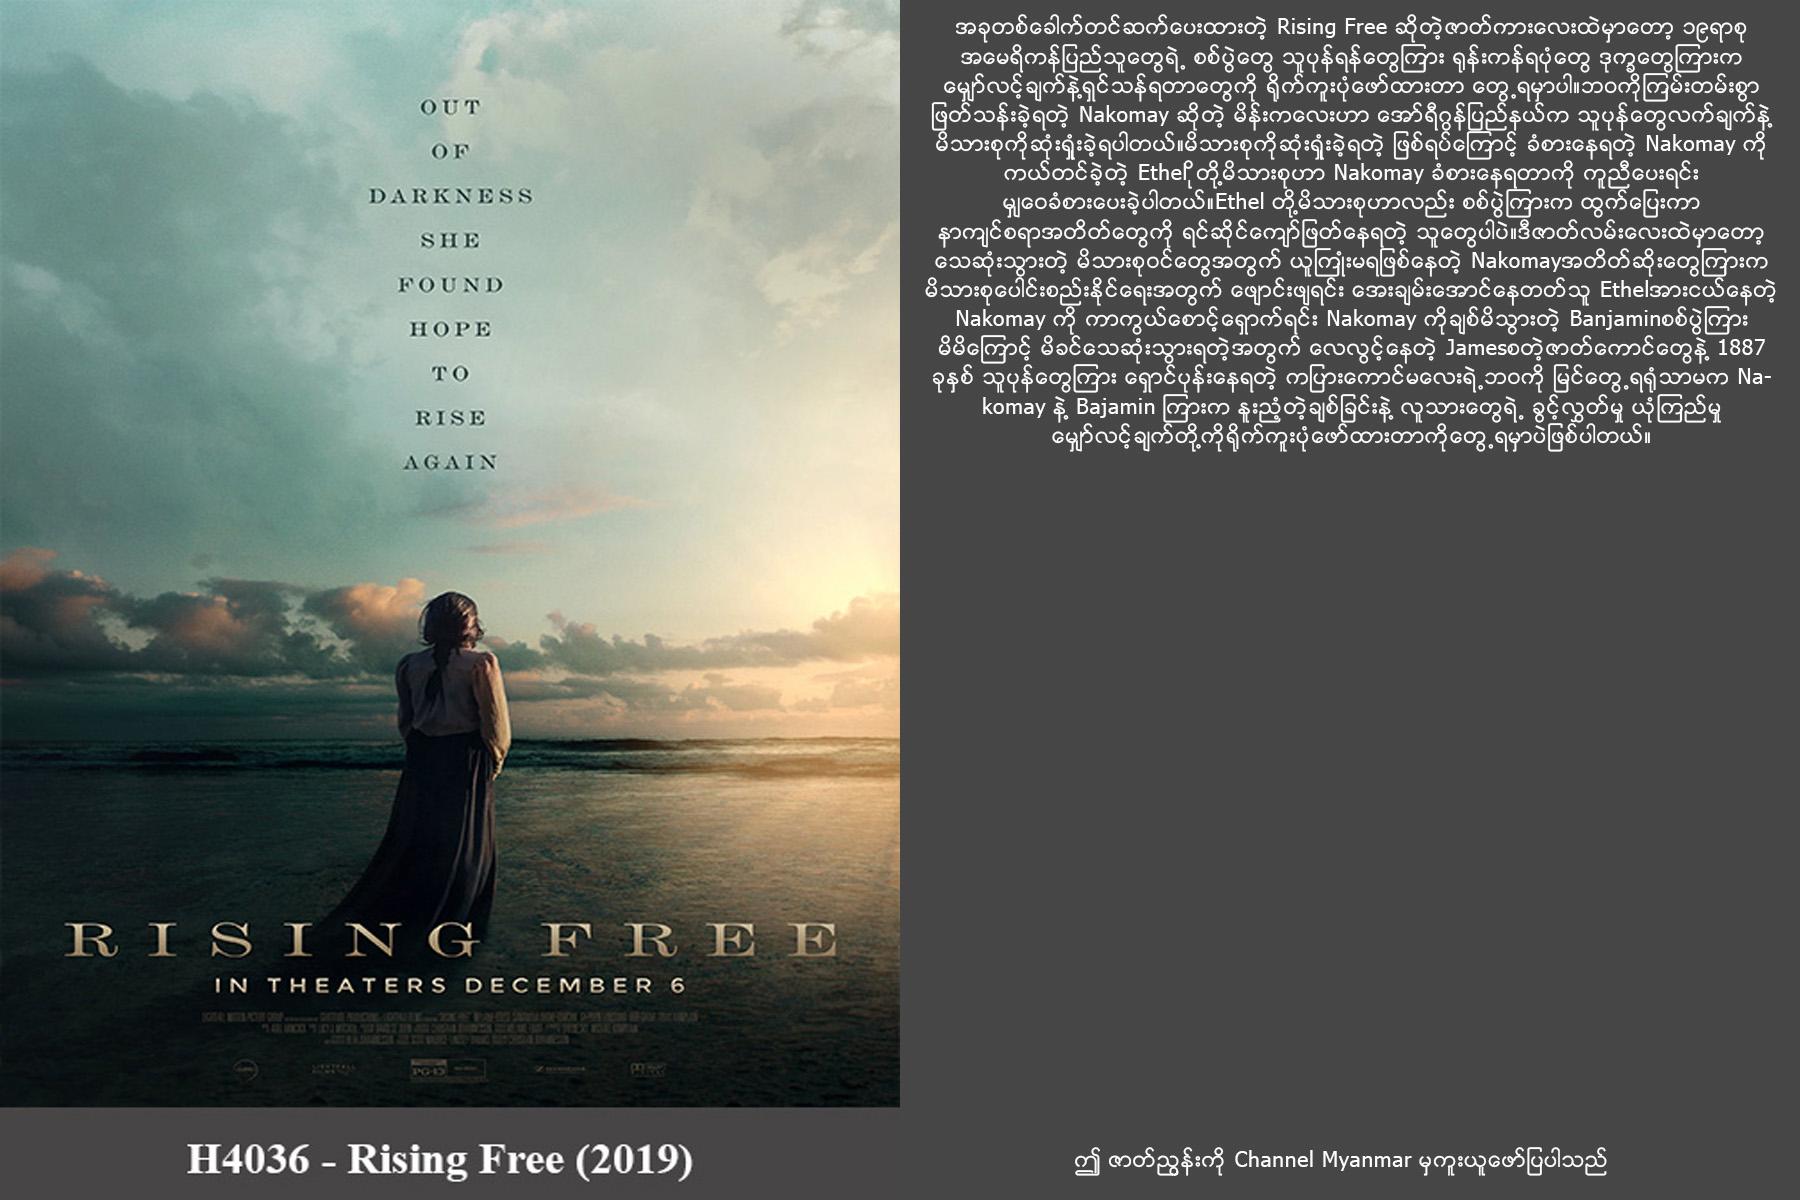 OUT
OF
DARKNESS
SHE
FOUND
HOPE
TO
RISE
AGAIN
RISING FREE
IN THEATERS DECEMBER 6
PG-13
H4036 - Rising Free (2019)
အခုတစ်ခေါက်တင်ဆက်ပေးထားတဲ့ Rising Free ဆိုတဲ့ဇာတ်ကားလေးထဲမှာတော့ ၁၉ရာစု
အမေရိကန်ပြည်သူတွေရဲ့ စစ်ပွဲတွေ သူပုန်ရန်တွေကြား ရုန်းကန်ရပုံတွေ ဒုက္ခတွေကြားက
မျှော်လင့်ချက်နဲ့ရှင်သန်ရတာတွေကို ရိုက်ကူးပုံဖော်ထားတာ တွေ့ရမှာပါ။ဘဝကိုကြမ်းတမ်းစွာ
ဖြတ်သန်းခဲ့ရတဲ့ Nakomay ဆိုတဲ့ မိန်းကလေးဟာ အော်ရီဂွန်ပြည်နယ်က သူပုန်တွေလက်ချက်နဲ့
မိသားစုကိုဆုံးရှုံးခဲ့ရပါတယ်။မိသားစုကိုဆုံးရှုံးခဲ့ရတဲ့ ဖြစ်ရပ်ကြောင့် ခံစားနေရတဲ့ Nakomay ကို
ကယ်တင်ခဲ့တဲ့ Ethelို့တို့မိသားစုဟာ Nakomay ခံစားနေရတာကို ကူညီပေးရင်း
မျှဝေခံစားပေးခဲ့ပါတယ်။Ethel တို့မိသားစုဟာလည်း စစ်ပွဲကြားက ထွက်ပြေးကာ
နာကျင်စရာအတိတ်တွေကို ရင်ဆိုင်ကျော်ဖြတ်နေရတဲ့ သူတွေပါပဲ။ဒီဇာတ်လမ်းလေးထဲမှာတော့
သေဆုံးသွားတဲ့ မိသားစုဝင်တွေအတွက် ယူကြုံးမရဖြစ်နေတဲ့ Nakomayအတိတ်ဆိုးတွေကြားက
မိသားစုပေါင်းစည်းနိုင်ရေးအတွက် ဖျောင်းဖျရင်း အေးချမ်းအောင်နေတတ်သူ Ethelအားငယ်နေတဲ့
Nakomay ကို ကာကွယ်စောင့်ရှောက်ရင်း Nakomay ကိုချစ်မိသွားတဲ့ Banjaminစစ်ပွဲကြား
မိမိကြောင့် မိခင်သေဆုံးသွားရတဲ့အတွက် လေလွင့်နေတဲ့ Jamesစတဲ့ဇာတ်ကောင်တွေနဲ့ 1887
ခုနှစ် သူပုန်တွေကြား ရှောင်ပုန်းနေရတဲ့ ကပြားကောင်မလေးရဲ့ဘဝကို မြင်တွေ့ရရုံသာမက Na-
komay နဲ့ Bajamin ကြားက နူးညံ့တဲ့ချစ်ခြင်းနဲ့ လူသားတွေရဲ့ ခွင့်လွှတ်မှု ယုံကြည်မှု
မျှော်လင့်ချက်တို့ကိုရိုက်ကူးပုံဖော်ထားတာကိုတွေ့ရမှာပဲဖြစ်ပါတယ်။
ဤ ဇာတ်ညွှန်းကို Channel Myanmar မှကူးယူဖော်ပြပါသည်